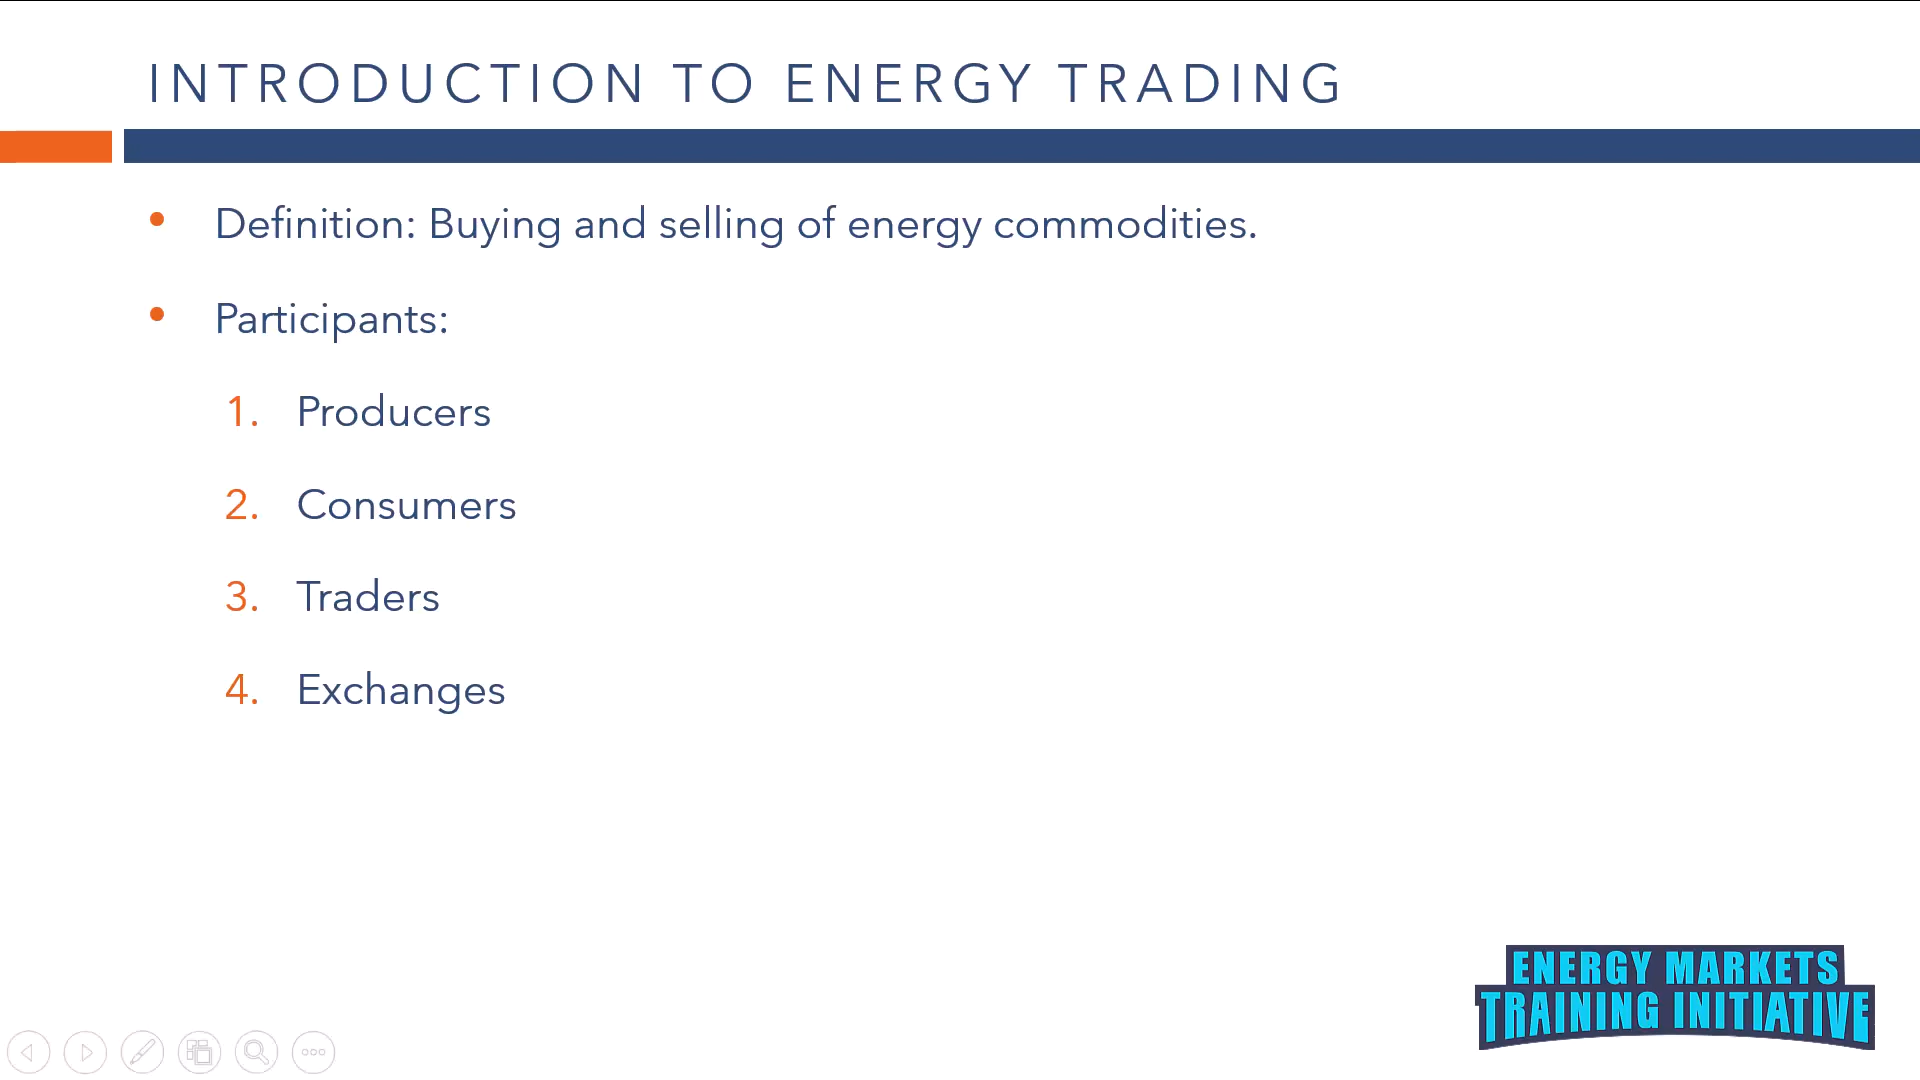 INTRODUCTION TO ENERGY TRADING
• Definition: Buying and selling of energy commodities.
• Participants:
1. Producers
2. Consumers
3. Traders
4. Exchanges
ENERGY MARKETS
TRAINING INITIATIVE